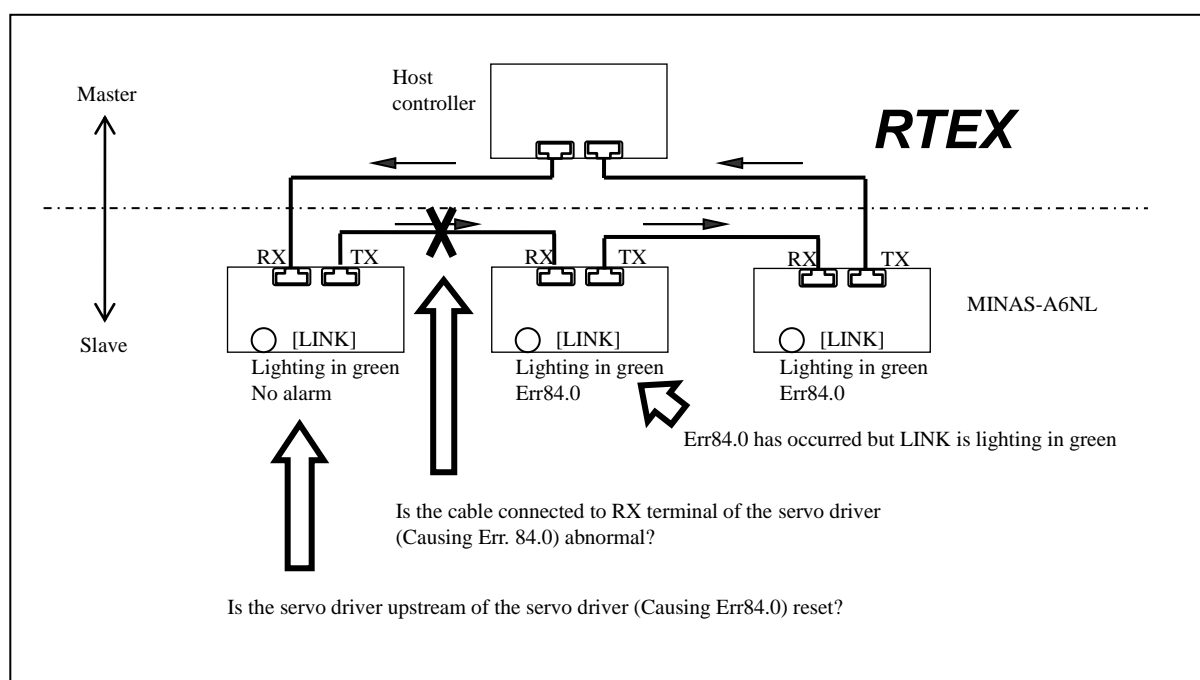 Master
Host
controller
RTEX
RX
TX
RX
TX
RX
TX
MINAS-A6NL
Slave
[LINK]
[LINK]
[LINK]
Lighting in green
No alarm
Lighting in green
Err84.0
Lighting in green
Err84.0
Err84.0 has occurred but LINK is lighting in green
Is the cable connected to RX terminal of the servo driver
(Causing Err. 84.0) abnormal?
Is the servo driver upstream of the servo driver (Causing Err84.0) reset?